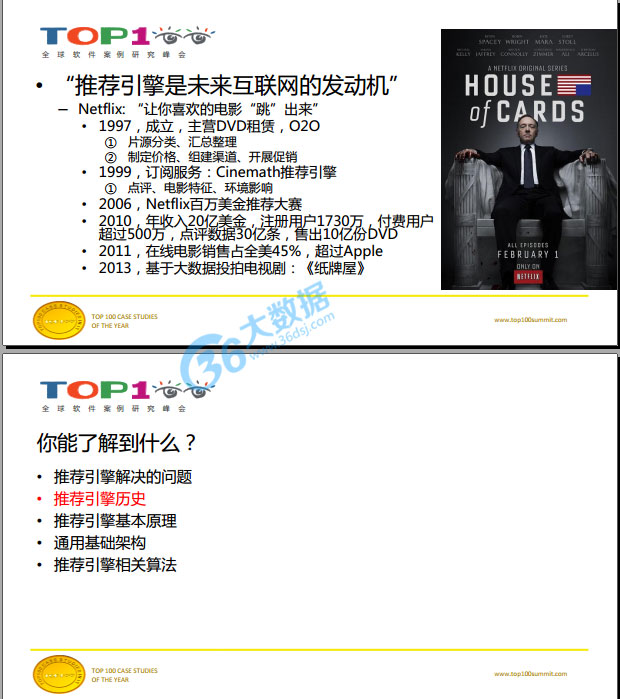 TOP100
全球软件案例研究峰会
• “推荐引擎是未来互联网的发动机”
– Netflix: “让你喜欢的电影“跳”出来”
• 1997，成立，主营DVD租赁，O2O
① 片源分类、汇总整理
② 制定价格、组建渠道、开展促销
• 1999，订阅服务：Cinemath推荐引擎
① 点评、电影特征、环境影响
• 2006，Netflix百万美金推荐大赛
• 2010，年收入20亿美金，注册用户1730万，付费用户
超过500万，点评数据30亿条，售出10亿份DVD
• 2011，在线电影销售占全美45%，超过Apple
• 2013，基于大数据投拍电视剧：《纸牌屋》
SPACEY WRIGHT MARA STOLL
A NETFLIX ORIGINAL SERIES
HOUSE
of CARDS
ALL EPISODES
FEBRUARY 1
ONLY ON
NETFLIX
TOP 100 CASE STUDIES
OF THE YEAR
www.top100summit.com
36大数据
www.36dsj.com
TOP100
全球软件案例研究峰会
你能了解到什么？
• 推荐引擎解决的问题
• 推荐引擎历史
• 推荐引擎基本原理
• 通用基础架构
• 推荐引擎相关算法
TOP 100 CASE STUDIES
OF THE YEAR
www.top100summit.com